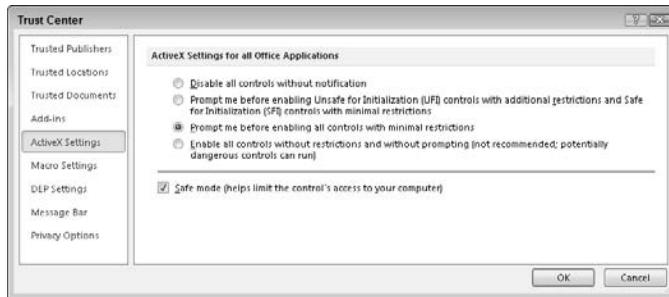 Trust Center
Trusted Publishers
Trusted Locations
Trusted Documents
Add-ins
ActiveX Settings
Macro Settings
DEP Settings
Message Bar
Privacy Options
ActiveX Settings for all Office Applications
Disable all controls without notification
Prompt me before enabling Unsafe for Initialization (UFI) controls with additional restrictions and Safe
for Initialization (SFI) controls with minimal restrictions
Prompt me before enabling all controls with minimal restrictions
Enable all controls without restrictions and without prompting (not recommended; potentially
dangerous controls can run)
Safe mode (helps limit the control's access to your computer)
OK
Cancel